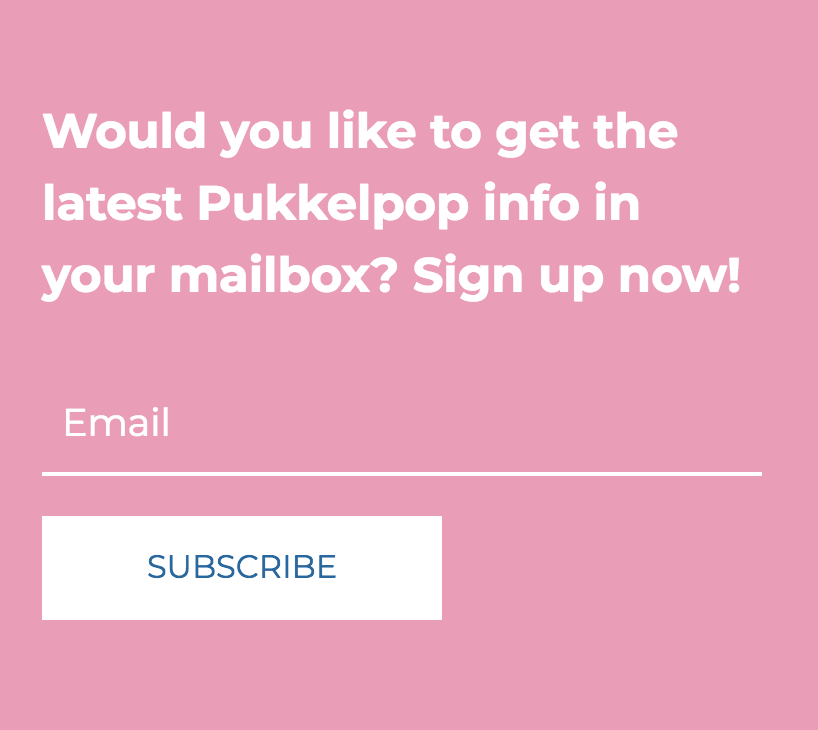 Would you like to get the
latest Pukkelpop info in
your mailbox? Sign up now!
Email
SUBSCRIBE